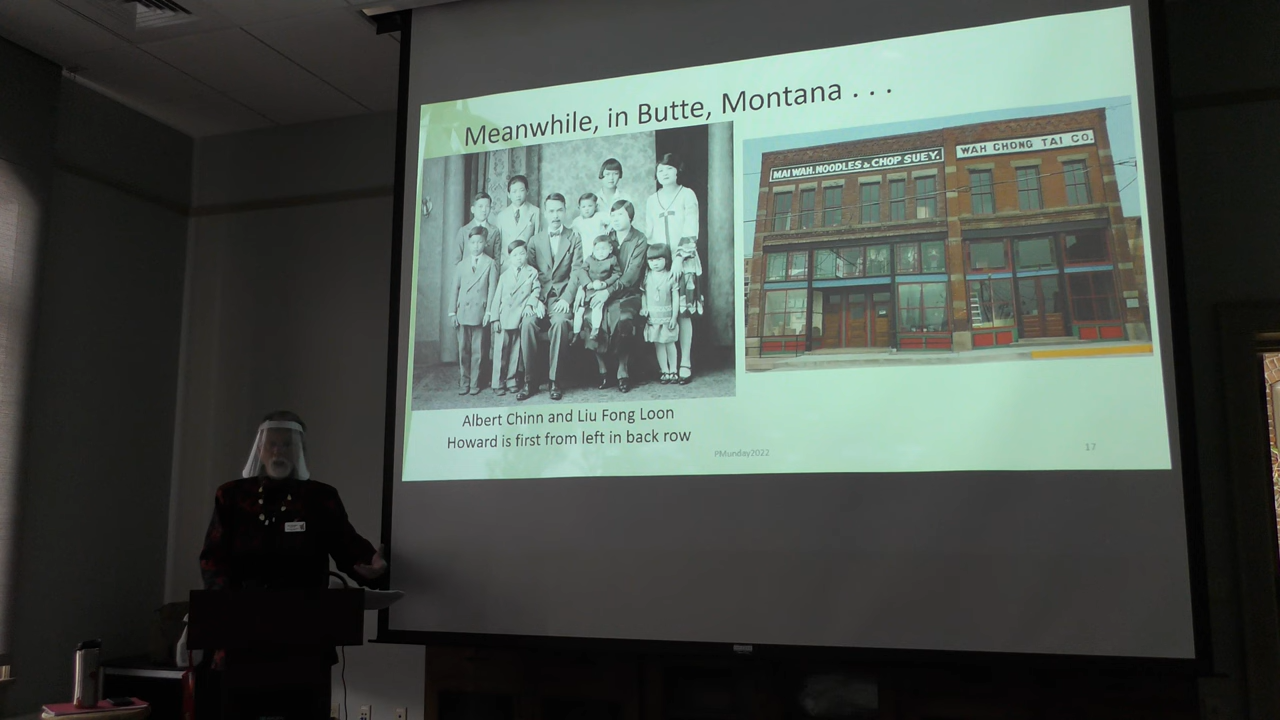 Meanwhile, in Butte, Montana . . .
MAI WAH. NOODLES & CHOP SUEY.
WAH CHONG TAI CO.
Albert Chinn and Liu Fong Loon
Howard is first from left in back row
PMunday2022
17